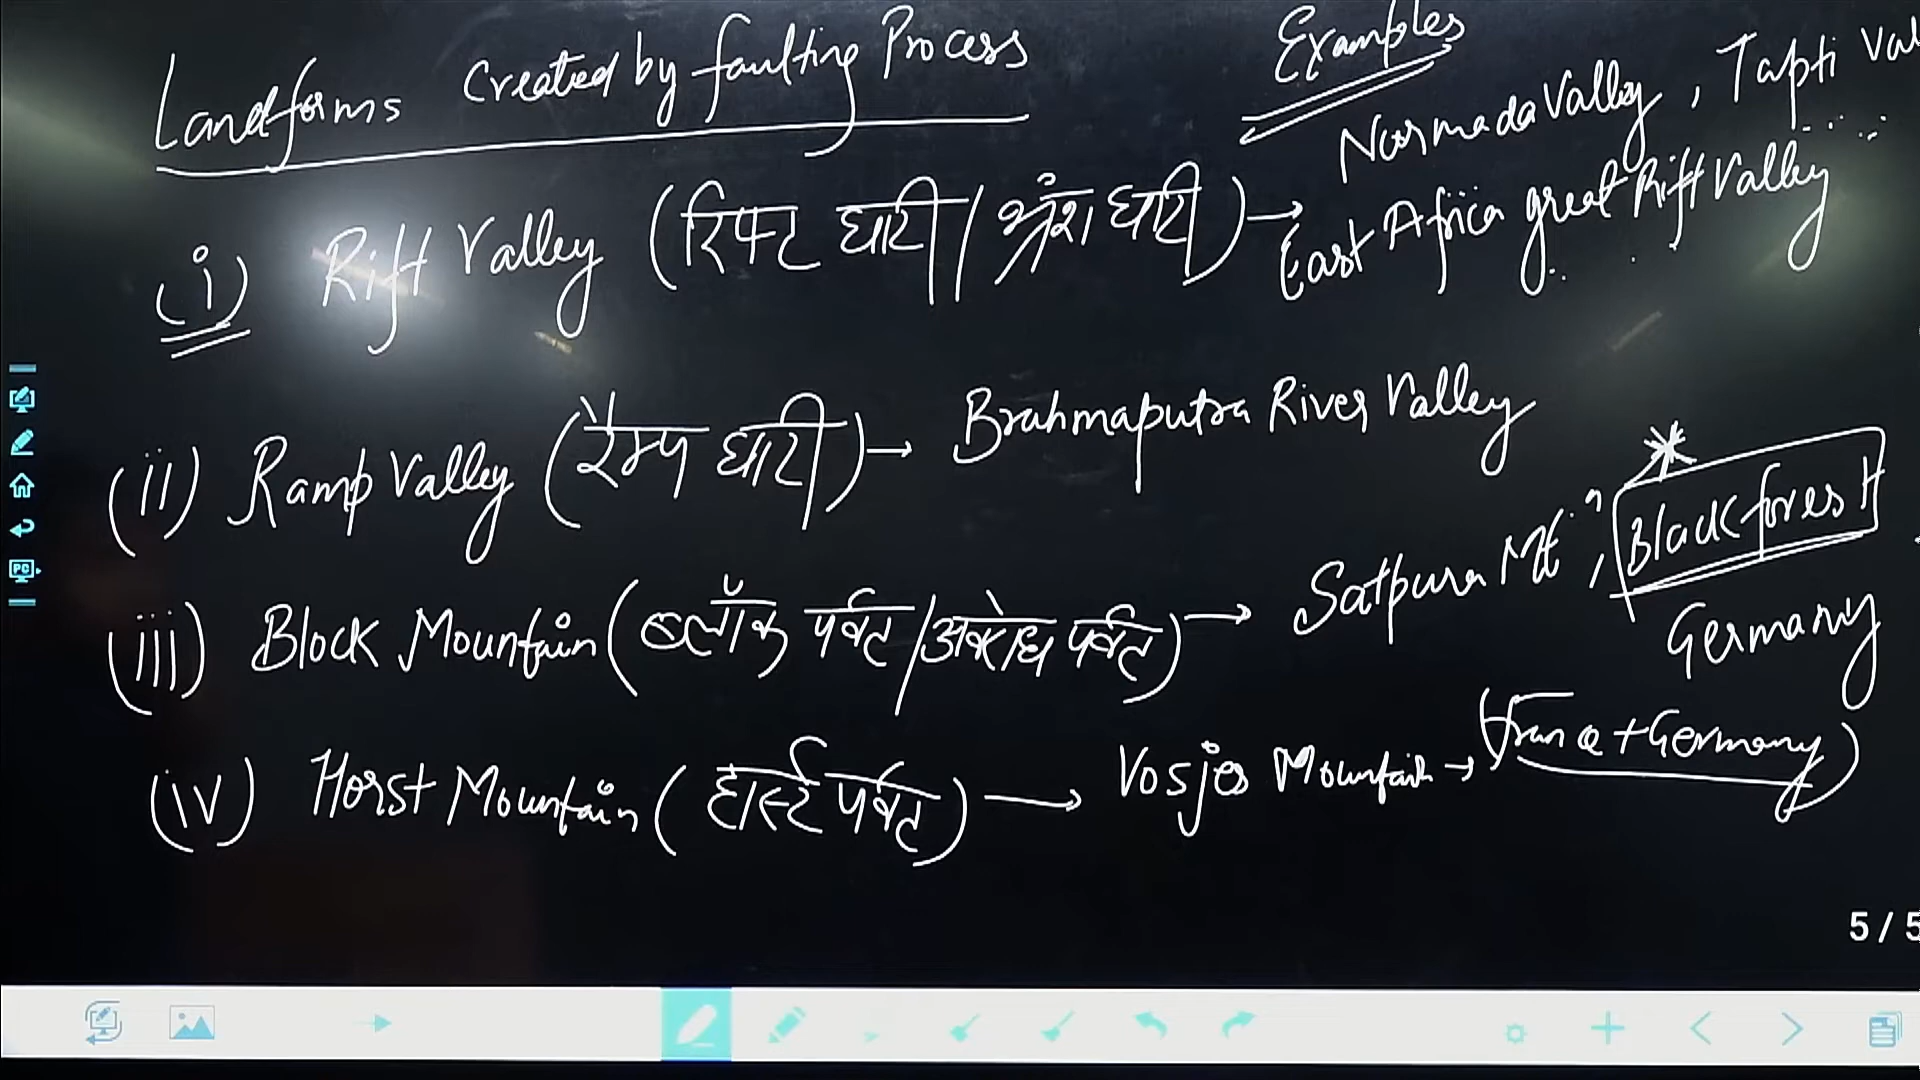 Landforms Created by faulting Process
Examples
Narmada Valley, Tapti Val
(i) Rift Valley (रिफ्ट घाटी / भ्रंश घाटी) → East Africa great Rift Valley
(ii) Ramp Valley (रैम्प घाटी) → Brahmaputra River Valley
(iii) Block Mountain (ब्लॉक पर्वत / अवरोधी पर्वत) → Satpura Mt", Black forest
Germany
(iv) Horst Mountain (हार्स्ट पर्वत) → Vosjes Mountain → (France + Germany)
5 / 5
PC